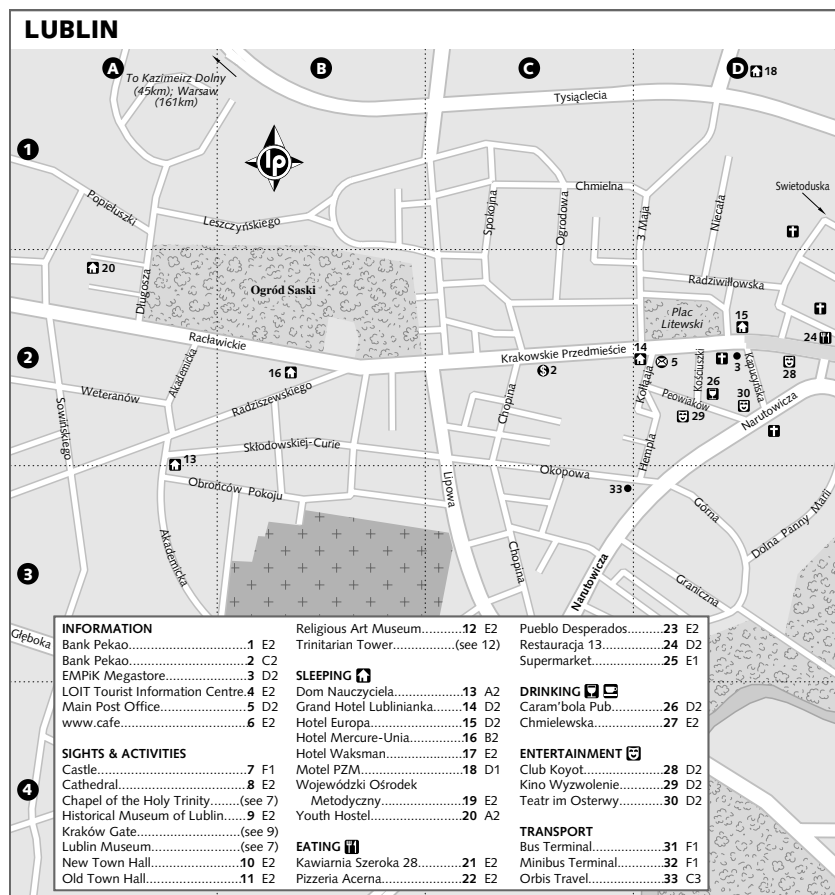 LUBLIN
A
B
C
D
18
To Kazimeirz Dolny
(45km); Warsaw
(161km)
Tysiąclecia
1
lp
Popiełuszki
Leszczyńskiego
Spokojna
Chmielna
Ogrodowa
3 Maja
Niecała
Swietoduska
20
Długosza
Ogród Saski
Radziwiłłowska
Plac
Litewski
15
24
2
Racławickie
Krakowskie Przedmieście
14
5
3
28
16
$ 2
Akademicka
Weteranów
Radziszewskiego
Chopina
Kołłąaja
Kościuszki
Kapucyńska
26
30
Peowiaków
29
Narutowicza
Sowińskiego
Skłodowskiej-Curie
13
Hempla
Obrońców Pokoju
Lipowa
Okopowa
33
Górna
Dolna Panny Marii
Akademicka
Chopina
Narutowicza
Graniczna
3
Głęboka
4
INFORMATION
Bank Pekao.....................1 E2
Bank Pekao.....................2 C2
EMPiK Megastore............3 D2
LOIT Tourist Information Centre.4 E2
Main Post Office..............5 D2
www.cafe.......................6 E2
SIGHTS & ACTIVITIES
Castle.............................7 F1
Cathedral........................8 E2
Chapel of the Holy Trinity......(see 7)
Historical Museum of Lublin....9 E2
Kraków Gate....................(see 9)
Lublin Museum.................(see 7)
New Town Hall................10 E2
Old Town Hall.................11 E2
Religious Art Museum.........12 E2
Trinitarian Tower..............(see 12)
SLEEPING
Dom Nauczyciela..............13 A2
Grand Hotel Lublinianka......14 D2
Hotel Europa...................15 D2
Hotel Mercure-Unia...........16 B2
Hotel Waksman................17 E2
Motel PZM......................18 D1
Wojewódzki Ośrodek
Metodyczny....................19 E2
Youth Hostel...................20 A2
EATING
Kawiarnia Szeroka 28.........21 E2
Pizzeria Acerna................22 E2
Pueblo Desperados............23 E2
Restauracja 13.................24 D2
Supermarket...................25 E1
DRINKING
Caram'bola Pub................26 D2
Chmielewska...................27 E2
ENTERTAINMENT
Club Koyot.....................28 D2
Kino Wyzwolenie..............29 D2
Teatr im Osterwy..............30 D2
TRANSPORT
Bus Terminal...................31 F1
Minibus Terminal..............32 F1
Orbis Travel....................33 C3